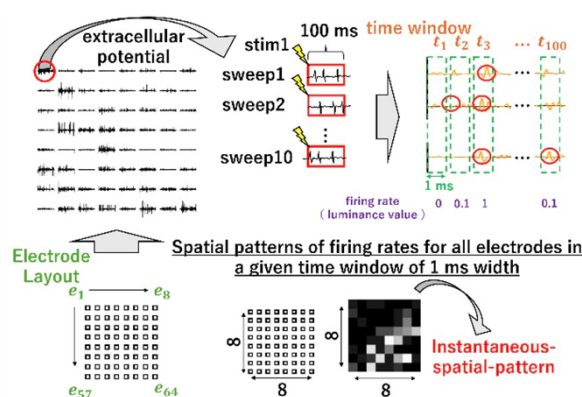 extracellular
potential
stim1
100 ms
time window
sweep1
sweep2
⋮
sweep10
t1 t2 t3 ... t100
...
...
...
1 ms
firing rate
( luminance value )
0 0.1 1 0.1
Electrode
Layout
e1 e8
e57 e64
Spatial patterns of firing rates for all electrodes in
a given time window of 1 ms width
8
8
8
8
Instantaneous-
spatial-pattern